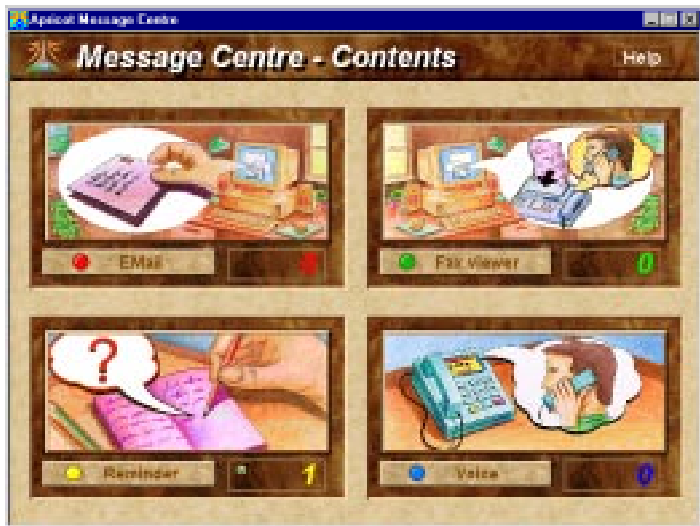 Apricot Message Centre
Message Centre - Contents
Help
EMail
Fax viewer
0
?
Reminder
1
Voice
0